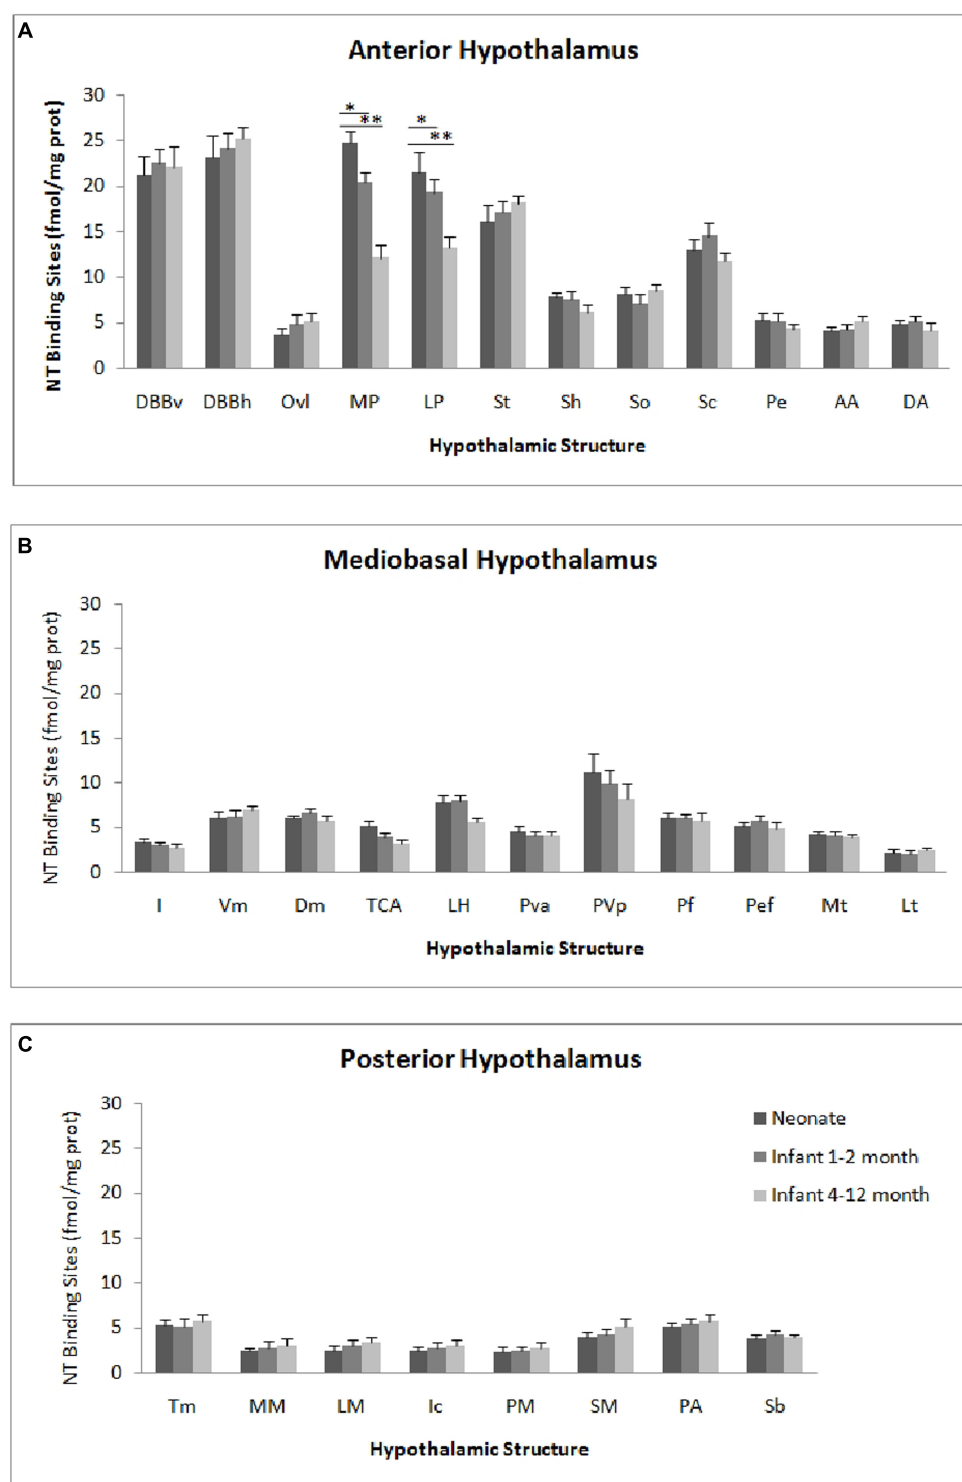 A
Anterior Hypothalamus
NT Binding Sites (fmol/mg prot)
30
25
20
15
10
5
0
* ** * **
DBBv DBBh Ovl MP LP St Sh So Sc Pe AA DA
Hypothalamic Structure
B
Mediobasal Hypothalamus
NT Binding Sites (fmol/mg prot)
30
25
20
15
10
5
0
I Vm Dm TCA LH Pva PVp Pf Pef Mt Lt
Hypothalamic Structure
C
Posterior Hypothalamus
NT Binding Sites (fmol/mg prot)
30
25
20
15
10
5
0
Neonate
Infant 1-2 month
Infant 4-12 month
Tm MM LM Ic PM SM PA Sb
Hypothalamic Structure